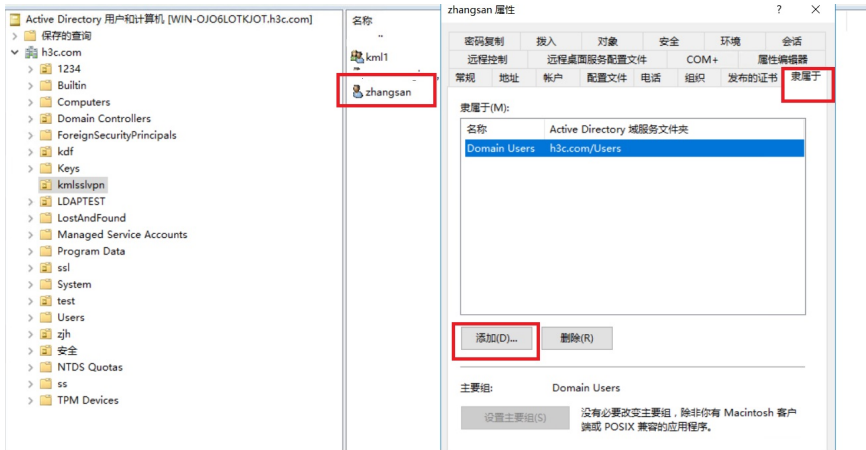 Active Directory 用户和计算机 [WIN-OJO6LOTKJOT.h3c.com]
保存的查询
h3c.com
1234
Builtin
Computers
Domain Controllers
ForeignSecurityPrincipals
kdf
Keys
kmlsslvpn
LDAPTEST
LostAndFound
Managed Service Accounts
Program Data
ssl
System
test
Users
zjh
安全
NTDS Quotas
ss
TPM Devices
名称
kml1
zhangsan
zhangsan 属性
? ×
密码复制 拨入 对象 安全 环境 会话
远程控制 远程桌面服务配置文件 COM+ 属性编辑器
常规 地址 帐户 配置文件 电话 组织 发布的证书 隶属于
隶属于(M):
名称 Active Directory 域服务文件夹
Domain Users h3c.com/Users
添加(D)... 删除(R)
主要组: Domain Users
设置主要组(S) 没有必要改变主要组，除非你有 Macintosh 客户
端或 POSIX 兼容的应用程序。